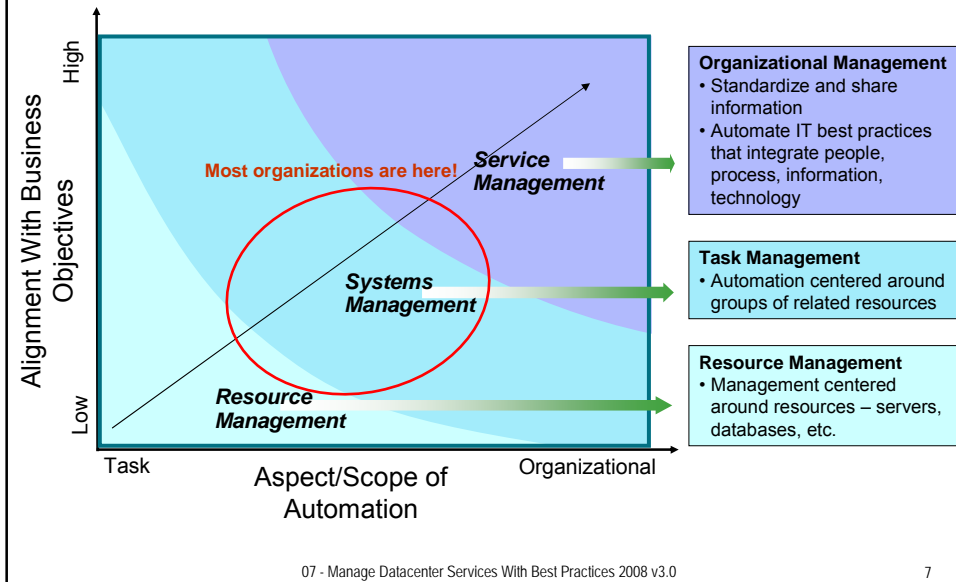 Alignment With Business
Objectives
High
Low
Most organizations are here!
Service
Management
Systems
Management
Resource
Management
Task
Organizational
Aspect/Scope of
Automation
Organizational Management
• Standardize and share
information
• Automate IT best practices
that integrate people,
process, information,
technology
Task Management
• Automation centered around
groups of related resources
Resource Management
• Management centered
around resources – servers,
databases, etc.
07 - Manage Datacenter Services With Best Practices 2008 v3.0
7